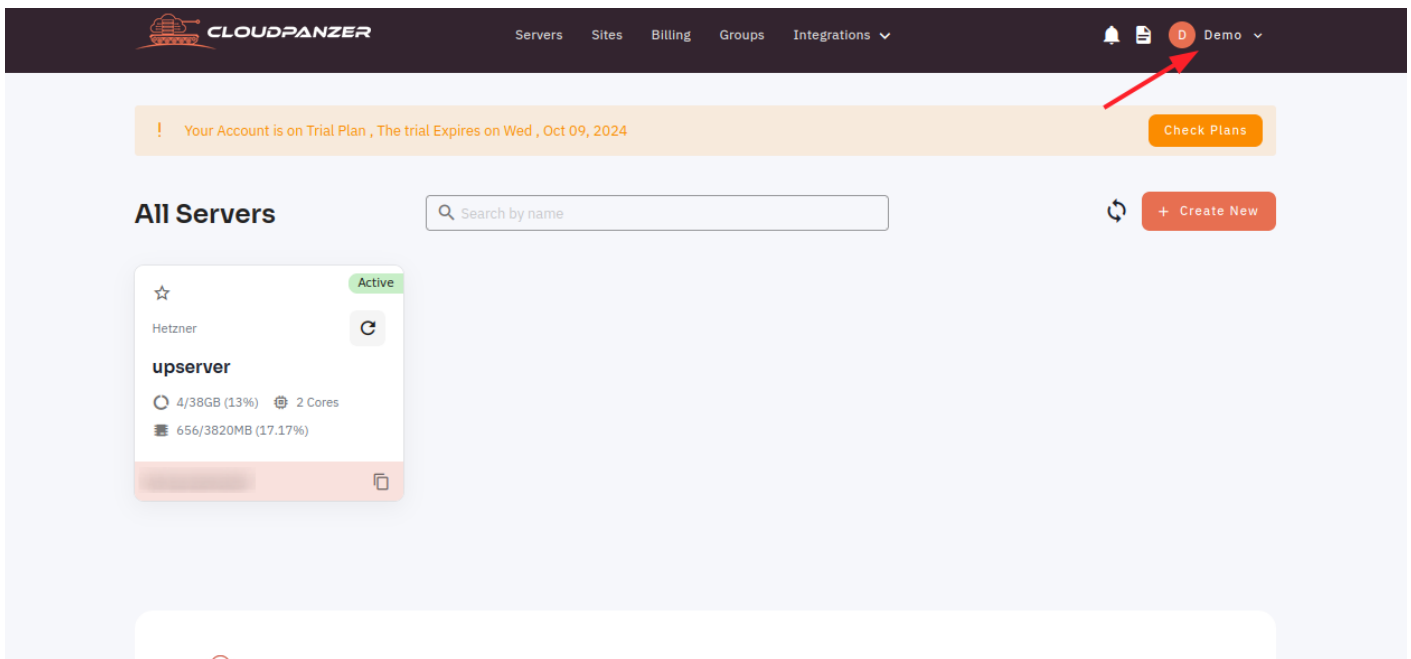 CLOUDPANZER
Servers Sites Billing Groups Integrations
D Demo
! Your Account is on Trial Plan , The trial Expires on Wed , Oct 09, 2024
Check Plans
All Servers
Search by name
+ Create New
Active
Hetzner
upserver
4/38GB (13%) 2 Cores
656/3820MB (17.17%)